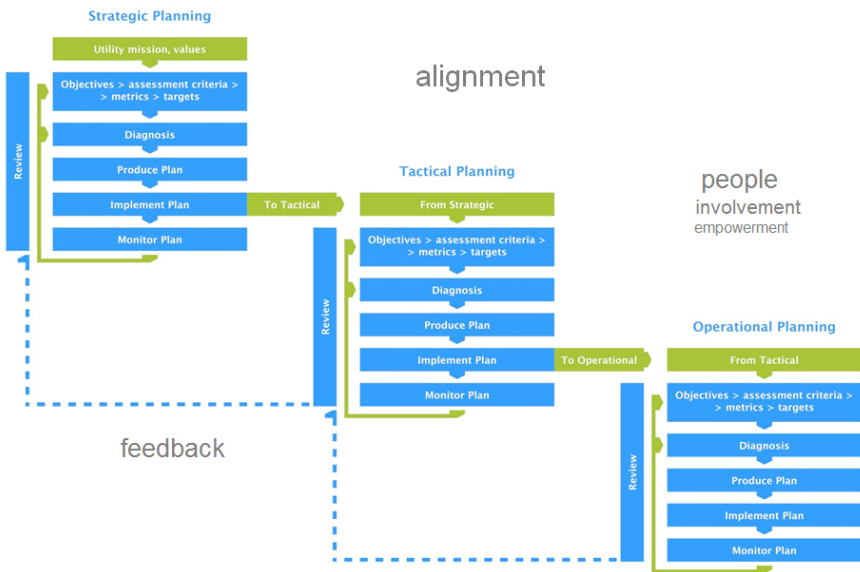 Strategic Planning
Utility mission, values
Objectives > assessment criteria >
> metrics > targets
Diagnosis
Produce Plan
Implement Plan
Monitor Plan
Review
To Tactical
alignment
Tactical Planning
From Strategic
Objectives > assessment criteria >
> metrics > targets
Diagnosis
Produce Plan
Implement Plan
Monitor Plan
Review
To Operational
people
involvement
empowerment
Operational Planning
From Tactical
Objectives > assessment criteria >
> metrics > targets
Diagnosis
Produce Plan
Implement Plan
Monitor Plan
Review
feedback